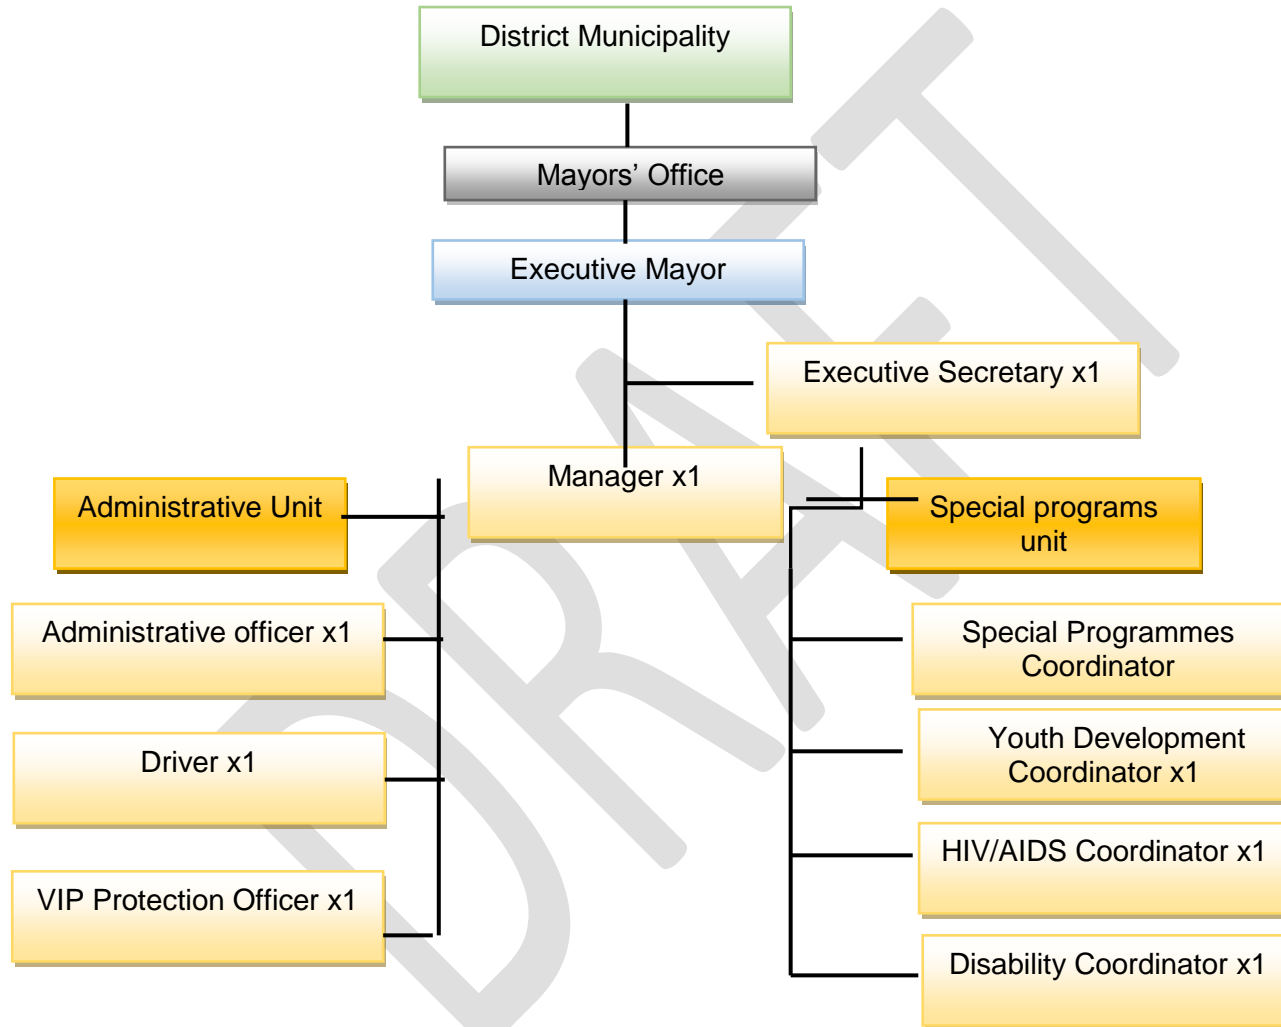 District Municipality
Mayors’ Office
Executive Mayor
Executive Secretary x1
Manager x1
Administrative Unit
Special programs
unit
Administrative officer x1
Special Programmes
Coordinator
Driver x1
Youth Development
Coordinator x1
VIP Protection Officer x1
HIV/AIDS Coordinator x1
Disability Coordinator x1
DRAFT